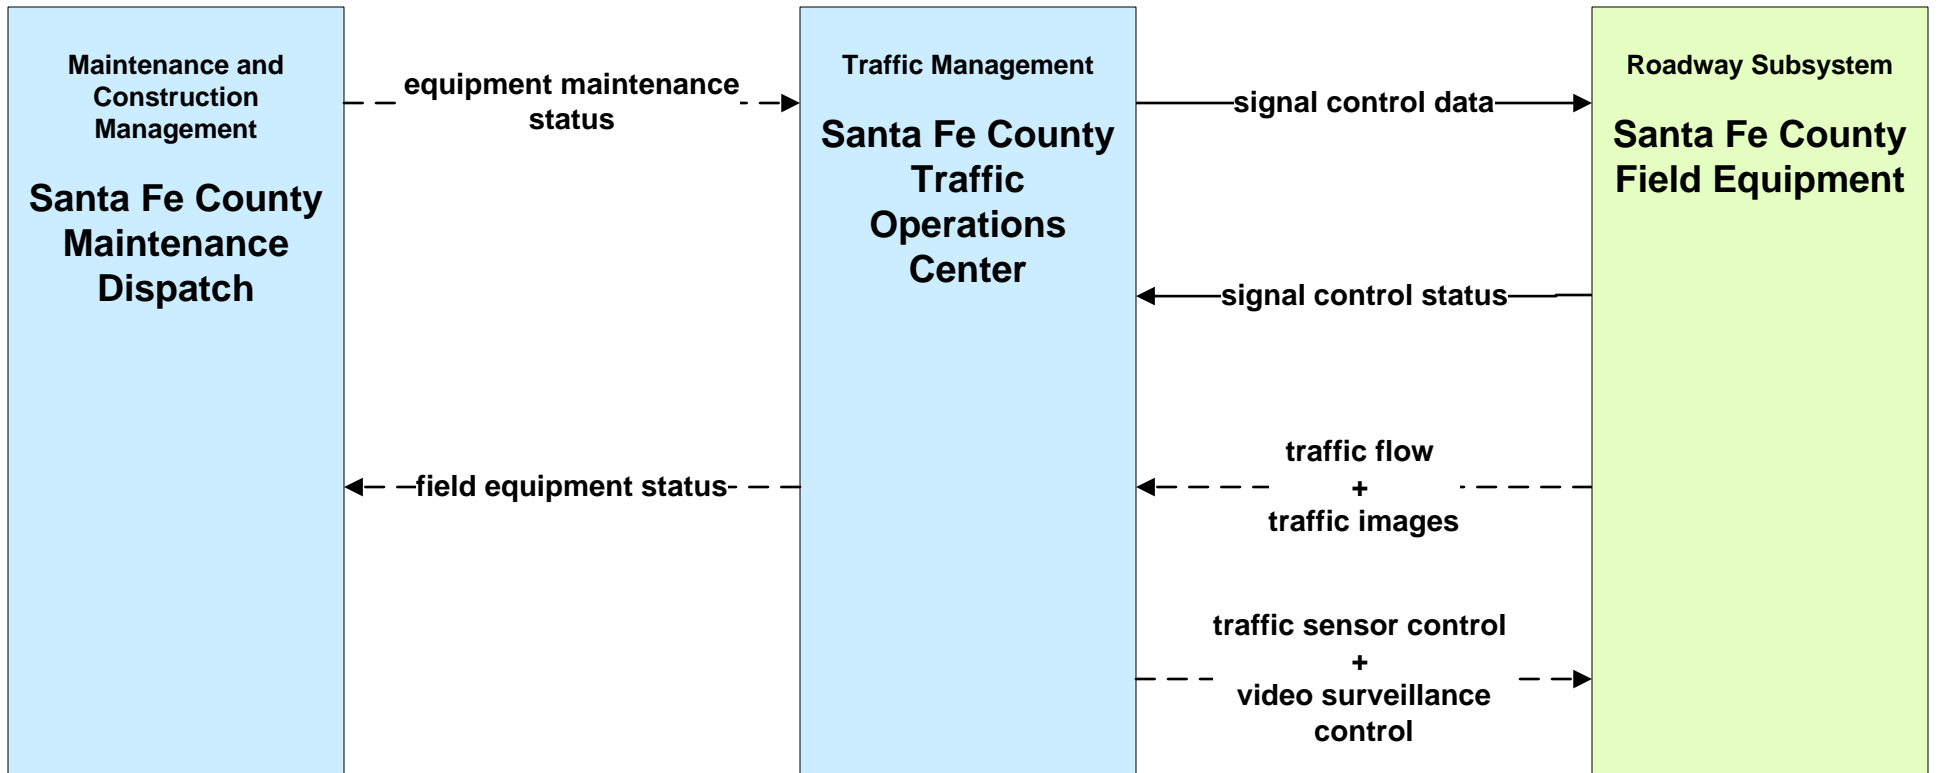 Maintenance and
Construction
Management
Santa Fe County
Maintenance
Dispatch
equipment maintenance
status
field equipment status
Traffic Management
Santa Fe County
Traffic
Operations
Center
signal control data
signal control status
traffic flow
+
traffic images
traffic sensor control
+
video surveillance
control
Roadway Subsystem
Santa Fe County
Field Equipment